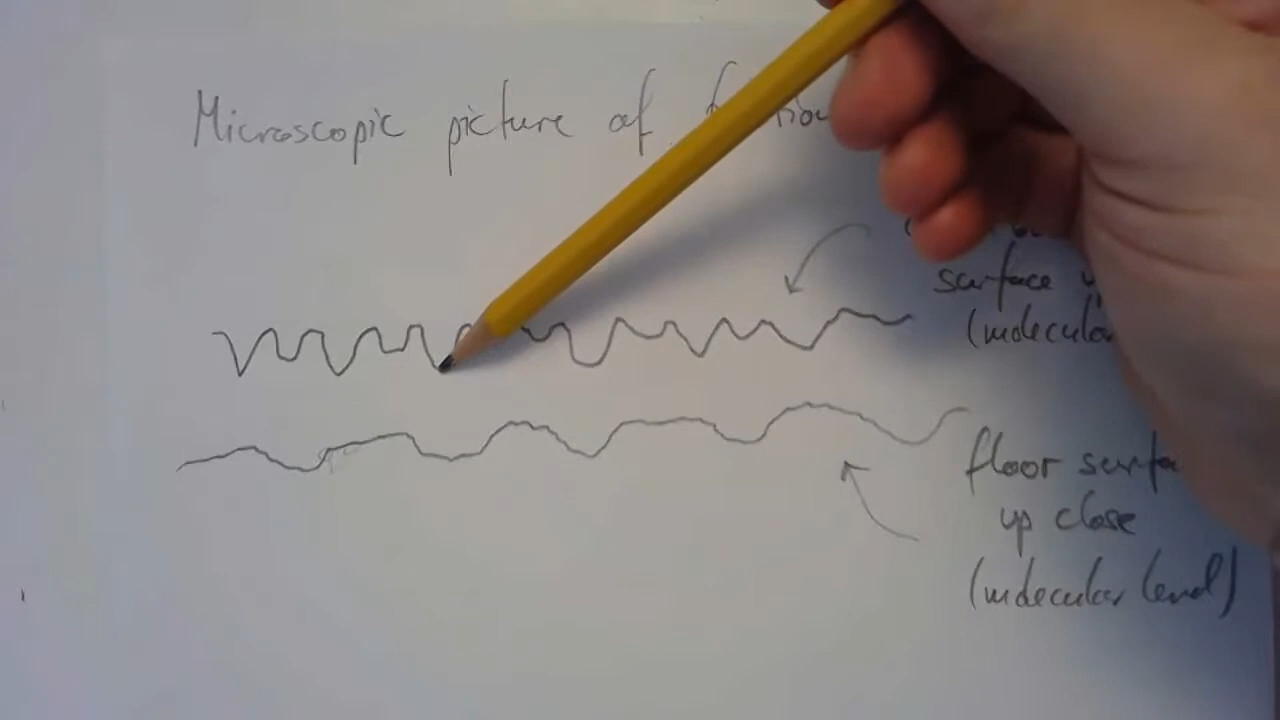 Microscopic picture of
surface
(molecular
floor surfa
up close
(molecular level)